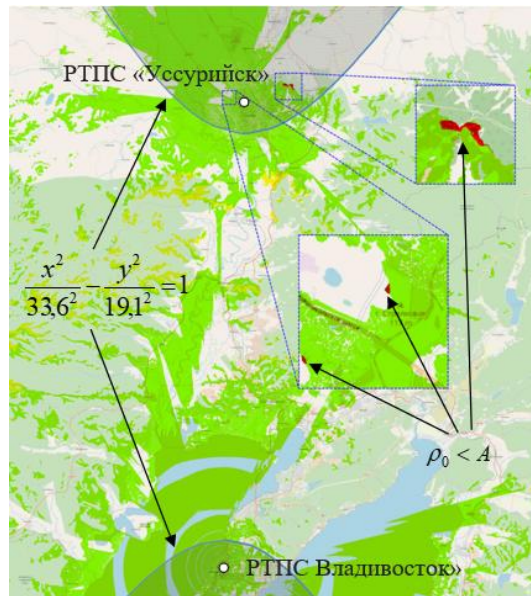 РТПС «Уссурийск»
x²/33,6² − y²/19,1² = 1
ρ₀ < A
РТПС Владивосток»